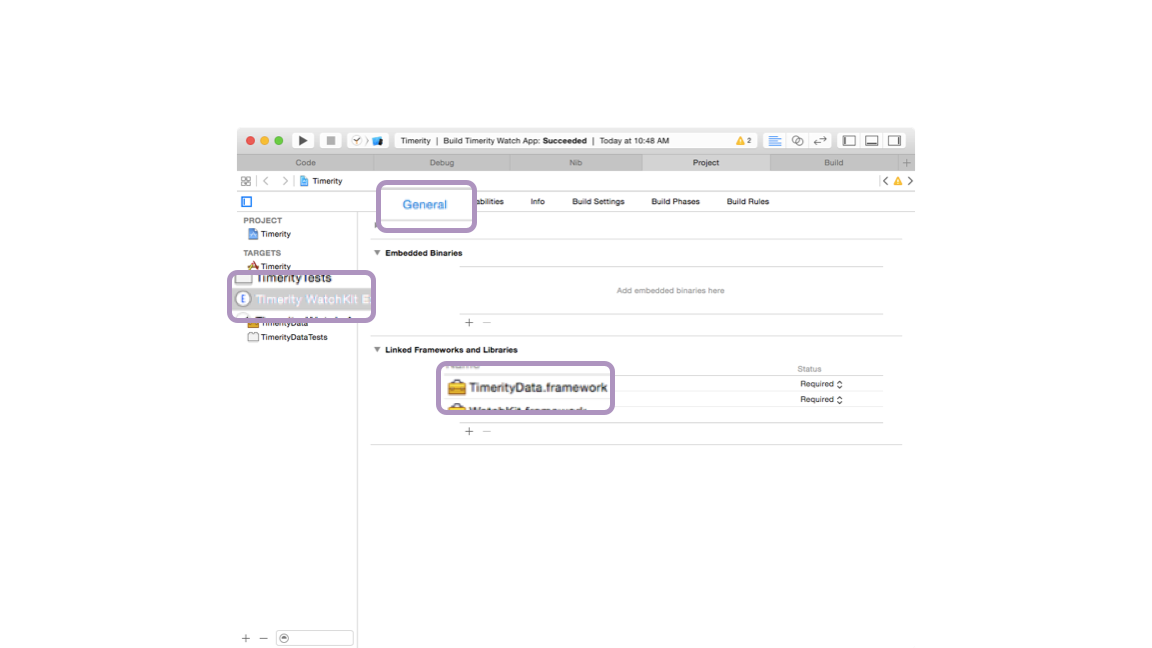 Timerity | Build Timerity Watch App: Succeeded | Today at 10:48 AM 2
Code Debug Nib Project Build
Timerity
General abilities Info Build Settings Build Phases Build Rules
PROJECT
Timerity
TARGETS
Timerity
TimerityTests
Timerity WatchKit E
TimerityData
TimerityDataTests
Embedded Binaries
Add embedded binaries here
Linked Frameworks and Libraries
Name Status
TimerityData.framework Required
WatchKit.framework Required